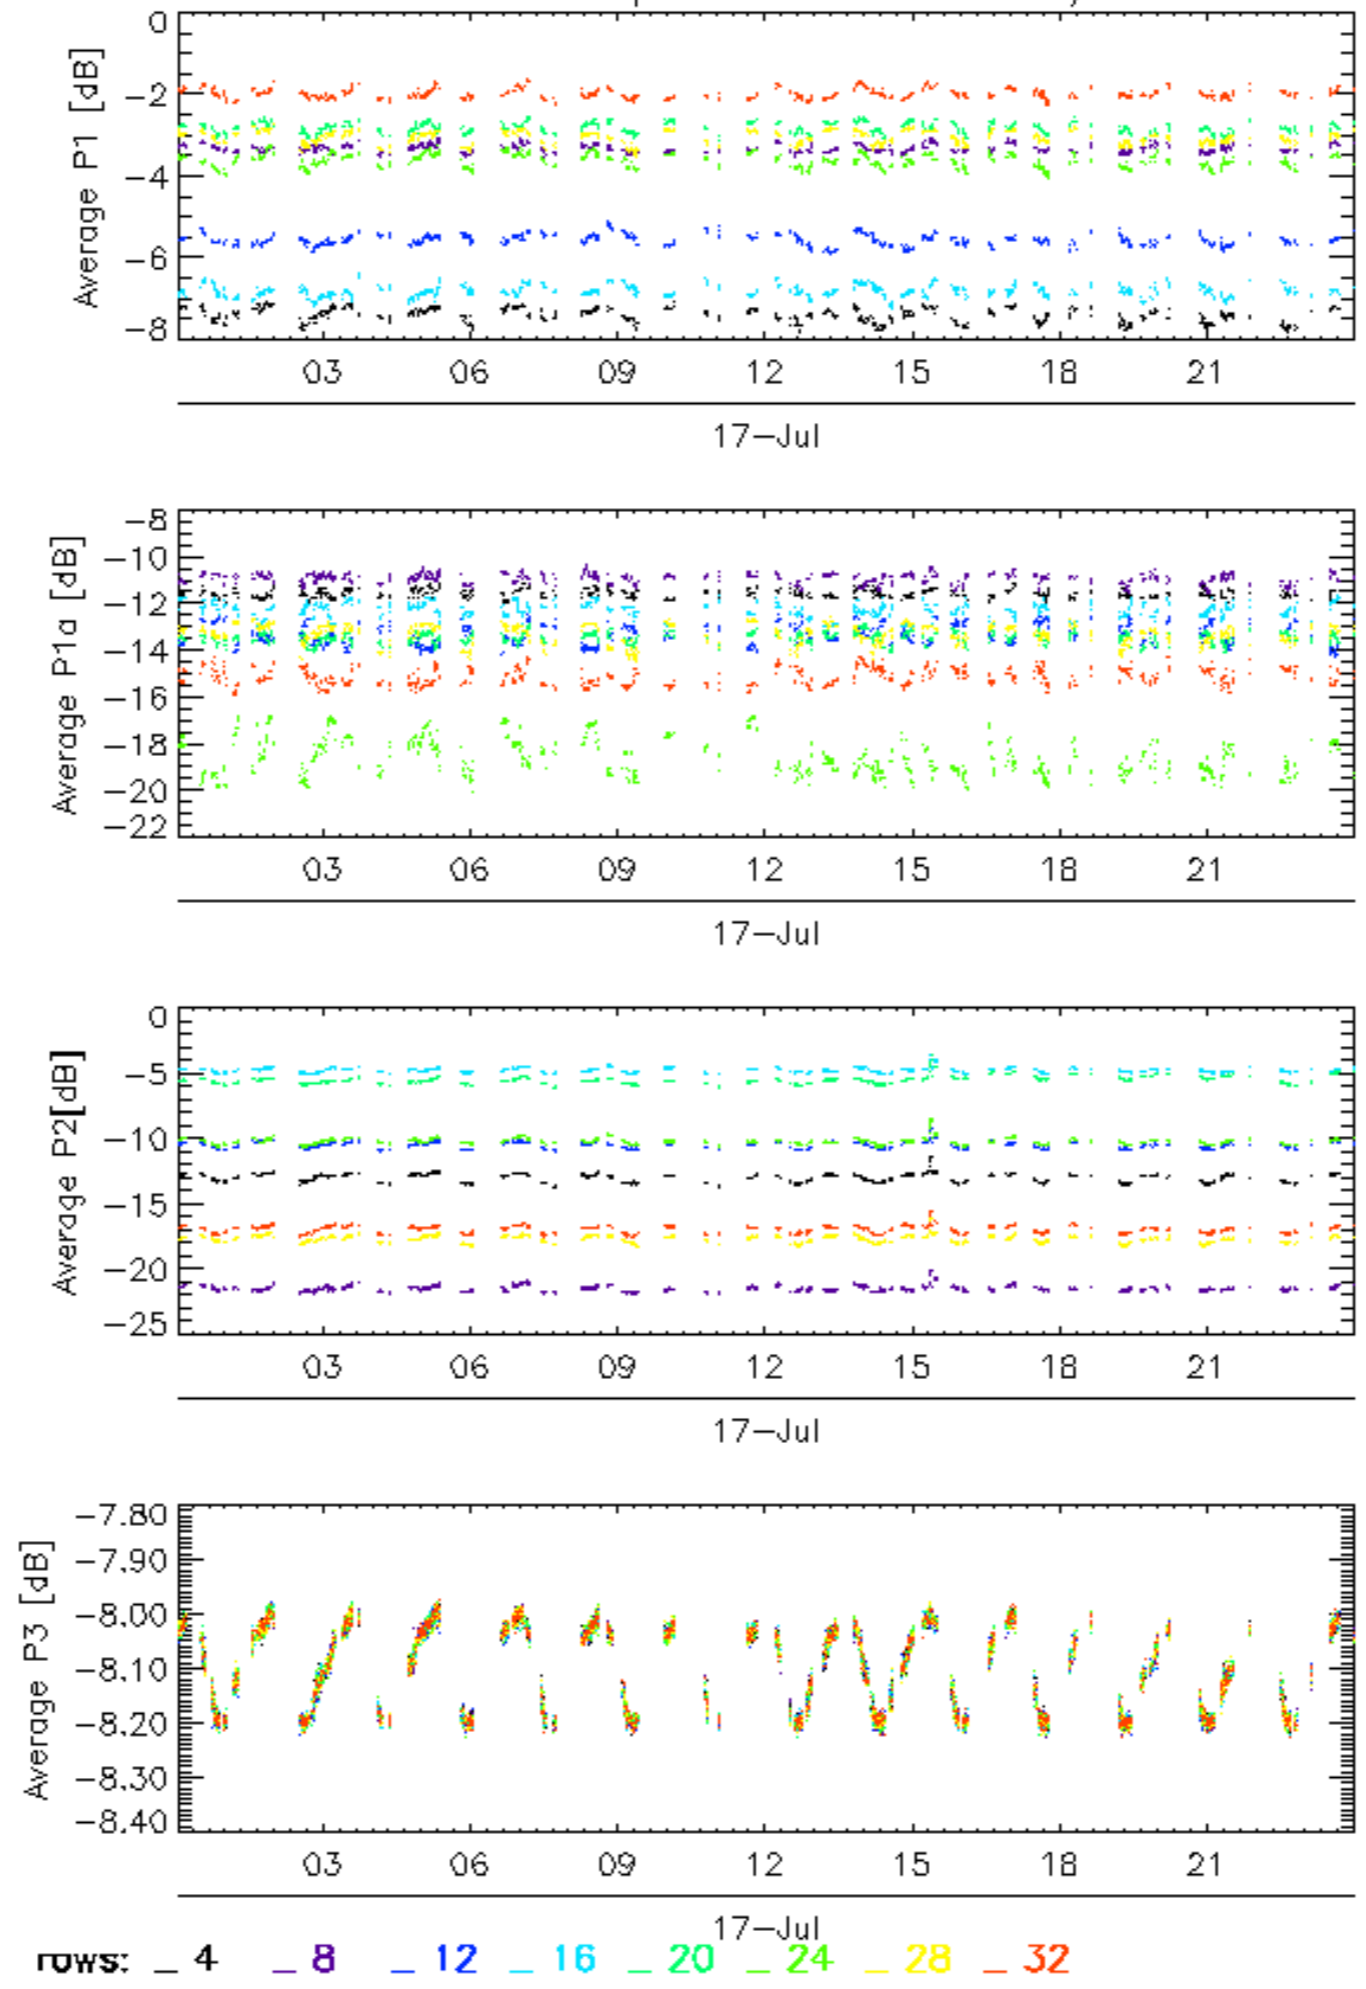 0
-2
-4
-6
-8
Average P1 [dB]
03 06 09 12 15 18 21
17-Jul
-8
-10
-12
-14
-16
-18
-20
-22
Average P1a [dB]
03 06 09 12 15 18 21
17-Jul
0
-5
-10
-15
-20
-25
Average P2[dB]
03 06 09 12 15 18 21
17-Jul
-7.80
-7.90
-8.00
-8.10
-8.20
-8.30
-8.40
Average P3 [dB]
03 06 09 12 15 18 21
17-Jul
rows: _ 4 _ 8 _ 12 _ 16 _ 20 _ 24 _ 28 _ 32